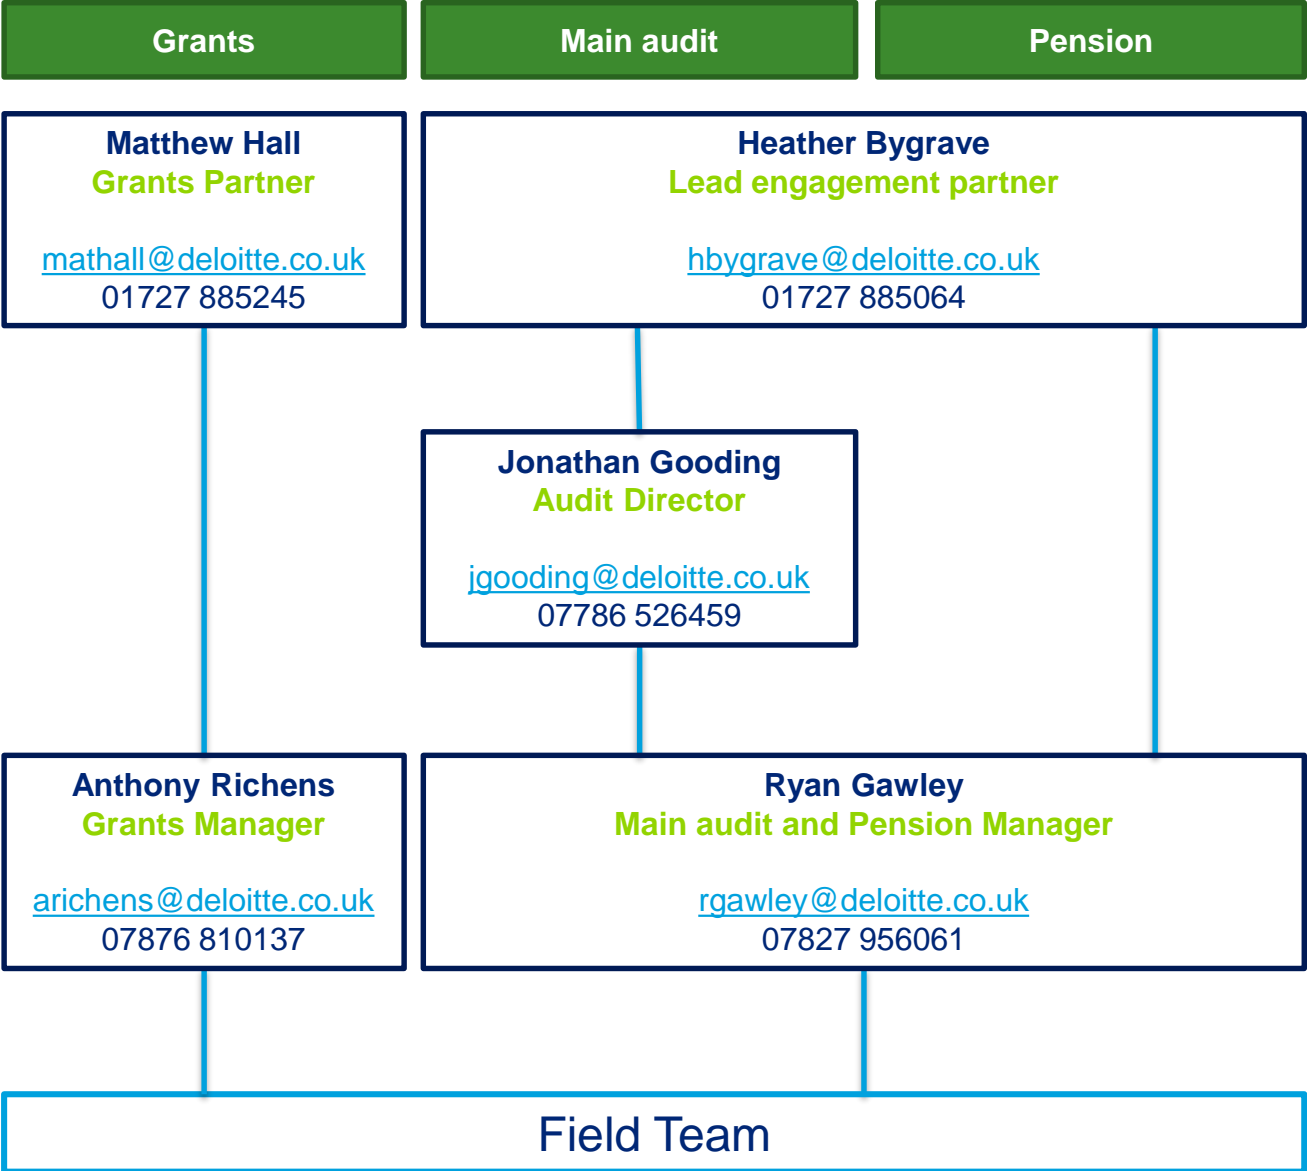 Grants
Main audit
Pension
Matthew Hall
Grants Partner
mathall@deloitte.co.uk
01727 885245
Heather Bygrave
Lead engagement partner
hbygrave@deloitte.co.uk
01727 885064
Jonathan Gooding
Audit Director
jgooding@deloitte.co.uk
07786 526459
Anthony Richens
Grants Manager
arichens@deloitte.co.uk
07876 810137
Ryan Gawley
Main audit and Pension Manager
rgawley@deloitte.co.uk
07827 956061
Field Team